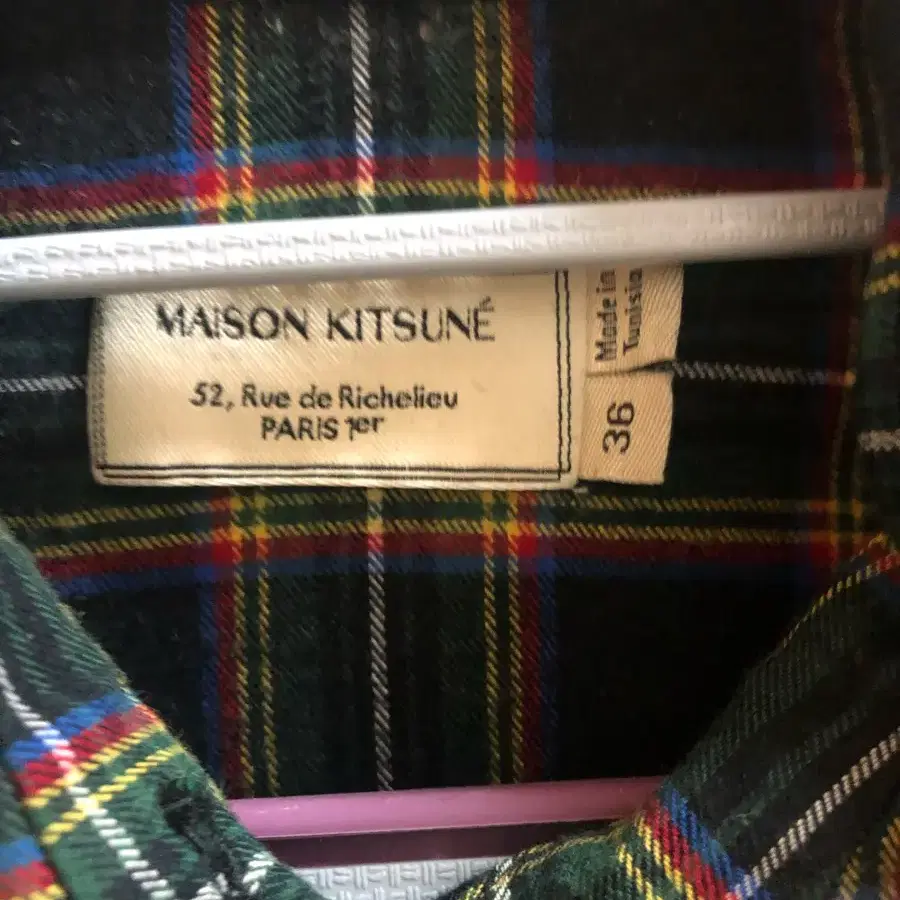 MAISON KITSUNÉ
52, Rue de Richelieu
PARIS 1er
Made in
Tunisia
36